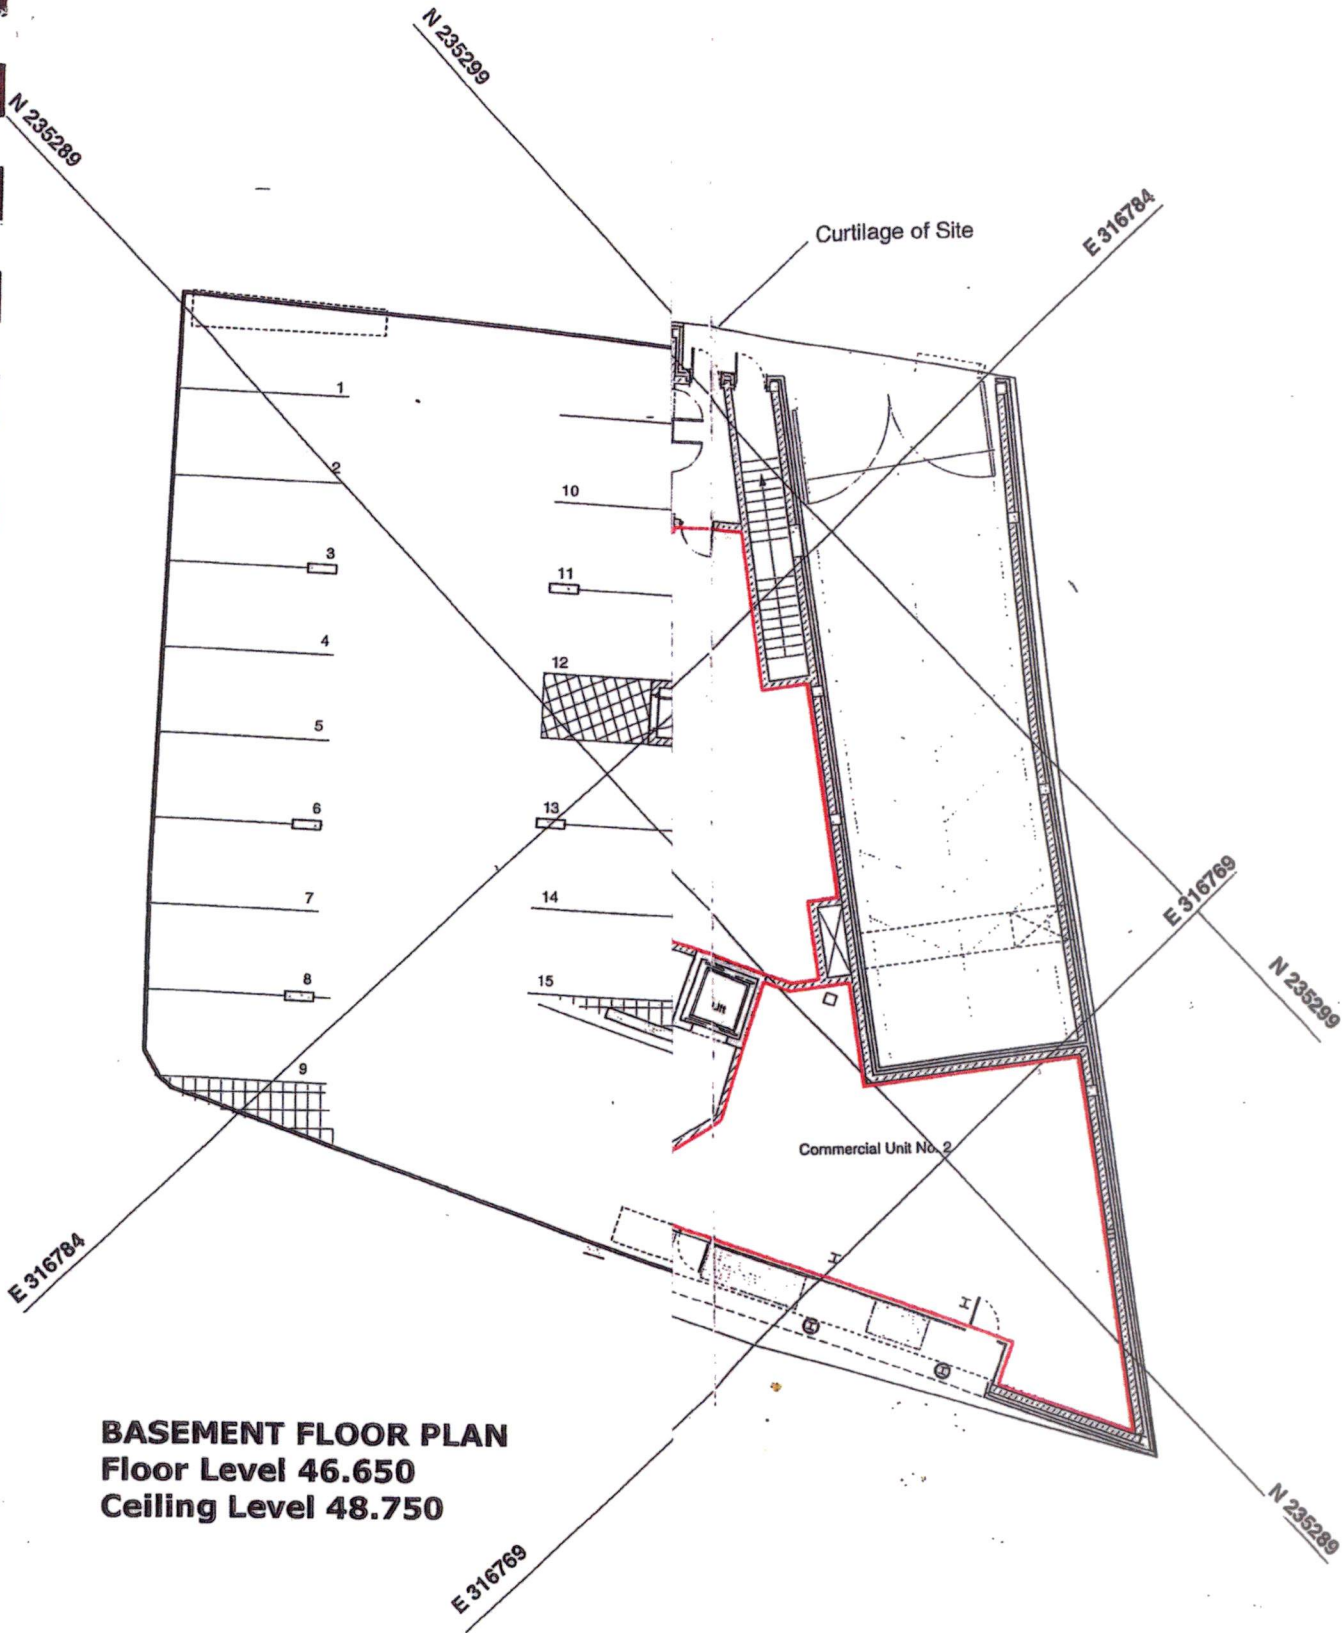 N 235299
N 235289
Curtilage of Site
E 316784
1
2
10
3
11
4
12
5
6
13
7
14
8
15
Lift
9
E 316769
N 235299
Commercial Unit No. 2
E 316784
H
H
H
H
BASEMENT FLOOR PLAN
Floor Level 46.650
Ceiling Level 48.750
N 235289
E 316769